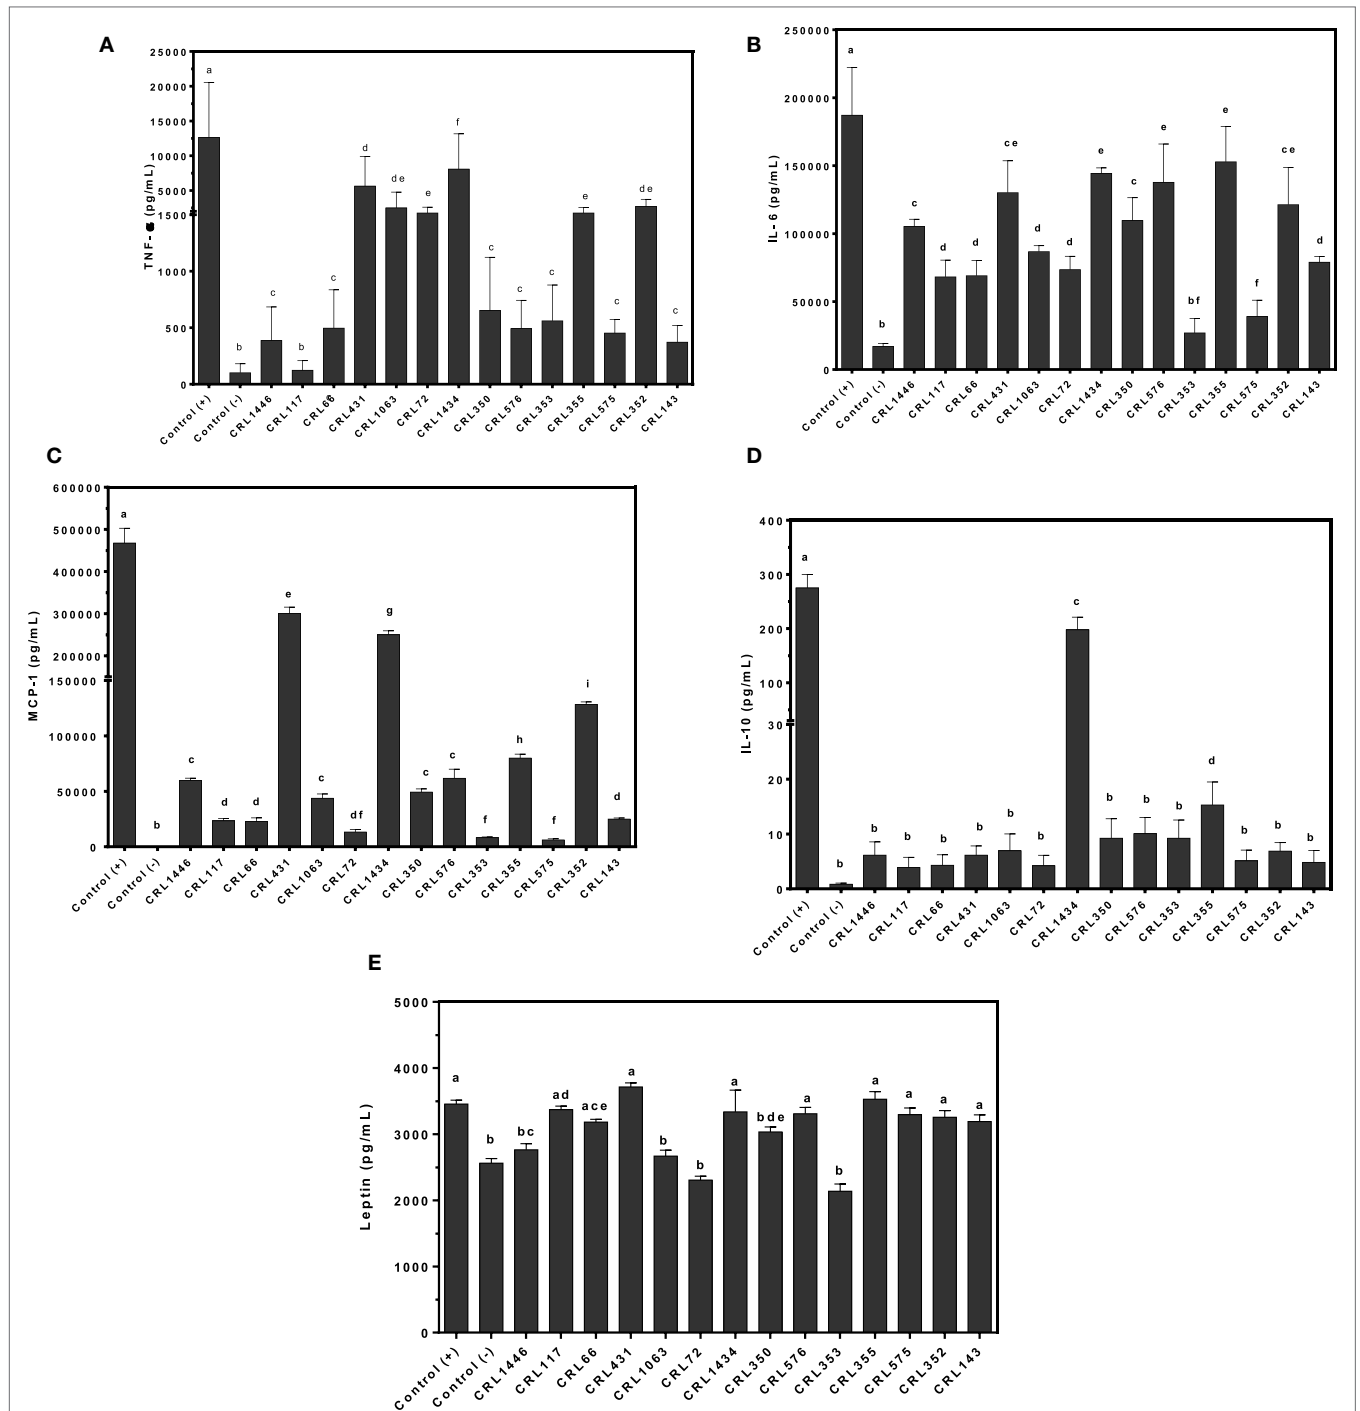 A
25000
20000
15000
10000
5000
1500
1000
500
0
TNF-α (pg/mL)
a
b
c
b
c
d
d e
e
f
c
c
c
e
c
d e
c
Control (+)
Control (-)
CRL1446
CRL117
CRL66
CRL431
CRL1063
CRL72
CRL1434
CRL350
CRL576
CRL353
CRL355
CRL575
CRL352
CRL143
B
250000
200000
150000
100000
50000
0
IL-6 (pg/mL)
a
b
c
d
d
c e
d
d
e
c
e
b f
e
f
c e
d
Control (+)
Control (-)
CRL1446
CRL117
CRL66
CRL431
CRL1063
CRL72
CRL1434
CRL350
CRL576
CRL353
CRL355
CRL575
CRL352
CRL143
C
600000
500000
400000
300000
200000
150000
100000
50000
0
MCP-1 (pg/mL)
a
b
c
d
d
e
c
d f
g
c
c
f
h
f
i
d
Control (+)
Control (-)
CRL1446
CRL117
CRL66
CRL431
CRL1063
CRL72
CRL1434
CRL350
CRL576
CRL353
CRL355
CRL575
CRL352
CRL143
D
400
300
200
100
30
20
10
0
IL-10 (pg/mL)
a
b
b
b
b
b
b
b
c
b
b
b
d
b
b
b
Control (+)
Control (-)
CRL1446
CRL117
CRL66
CRL431
CRL1063
CRL72
CRL1434
CRL350
CRL576
CRL353
CRL355
CRL575
CRL352
CRL143
E
5000
4000
3000
2000
1000
0
Leptin (pg/mL)
a
b
b c
a d
a c e
a
b
b
a
b d e
a
b
a
a
a
a
Control (+)
Control (-)
CRL1446
CRL117
CRL66
CRL431
CRL1063
CRL72
CRL1434
CRL350
CRL576
CRL353
CRL355
CRL575
CRL352
CRL143